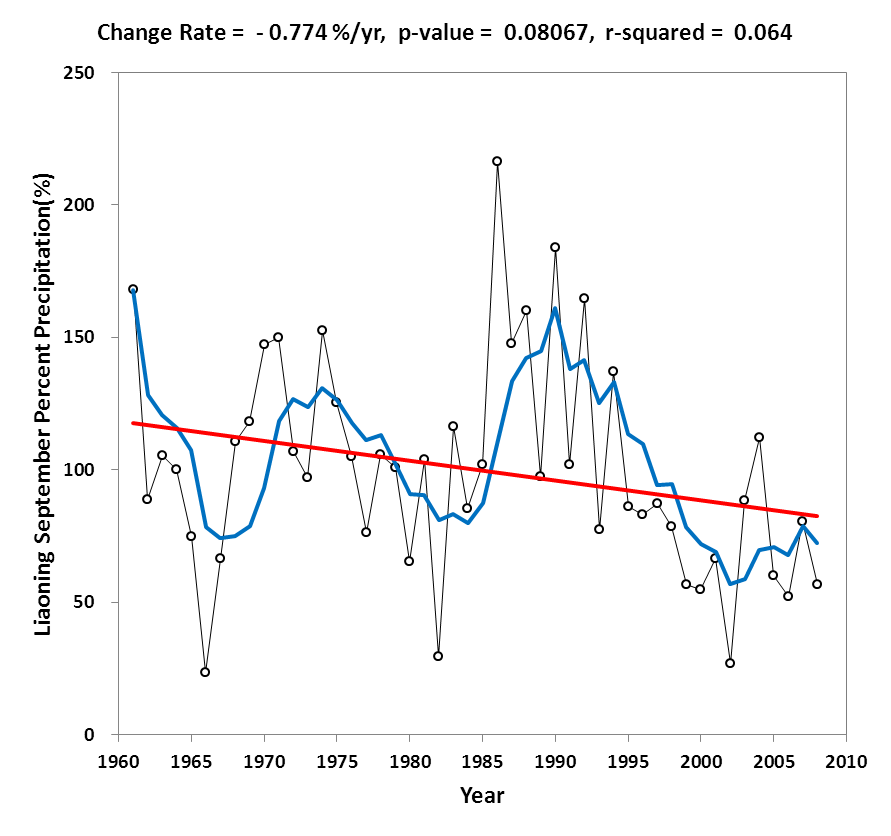 Change Rate = - 0.774 %/yr, p-value = 0.08067, r-squared = 0.064
Liaoning September Percent Precipitation(%)
250
200
150
100
50
0
1960 1965 1970 1975 1980 1985 1990 1995 2000 2005 2010
Year